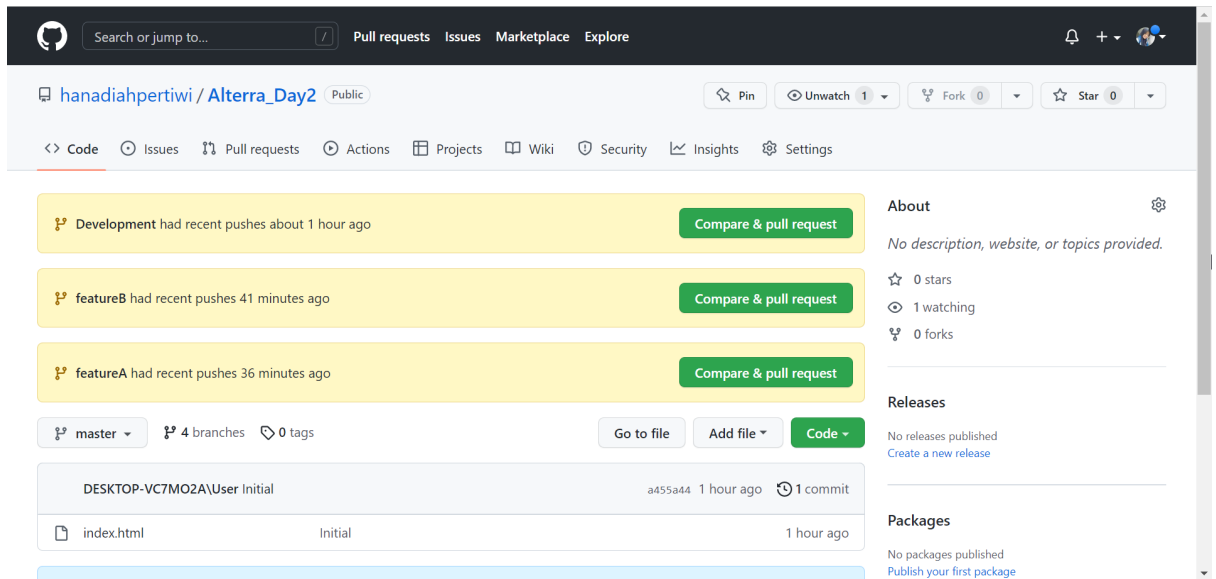 Search or jump to... / Pull requests Issues Marketplace Explore
hanadiahpertiwi / Alterra_Day2 Public Pin Unwatch 1 Fork 0 Star 0
Code Issues Pull requests Actions Projects Wiki Security Insights Settings
Development had recent pushes about 1 hour ago Compare & pull request
featureB had recent pushes 41 minutes ago Compare & pull request
featureA had recent pushes 36 minutes ago Compare & pull request
master 4 branches 0 tags Go to file Add file Code
DESKTOP-VC7MO2A\User Initial a455a44 1 hour ago 1 commit
index.html Initial 1 hour ago
About
No description, website, or topics provided.
0 stars
1 watching
0 forks
Releases
No releases published
Create a new release
Packages
No packages published
Publish your first package